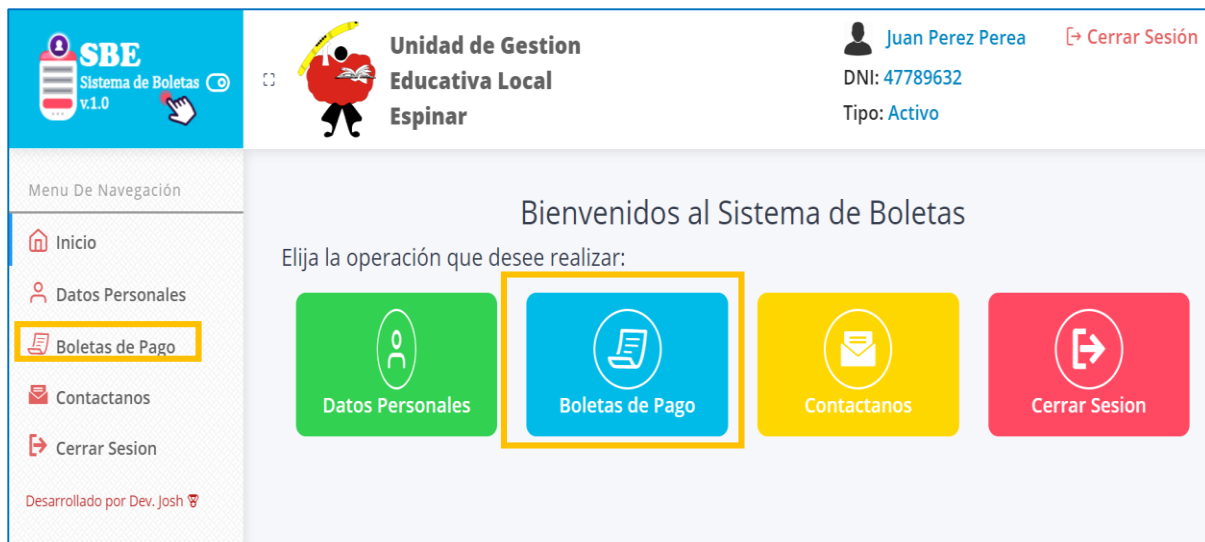 SBE
Sistema de Boletas
v.1.0
Unidad de Gestion
Educativa Local
Espinar
Juan Perez Perea
Cerrar Sesión
DNI: 47789632
Tipo: Activo
Menu De Navegación
Inicio
Datos Personales
Boletas de Pago
Contactanos
Cerrar Sesion
Desarrollado por Dev. Josh
Bienvenidos al Sistema de Boletas
Elija la operación que desee realizar:
Datos Personales
Boletas de Pago
Contactanos
Cerrar Sesion